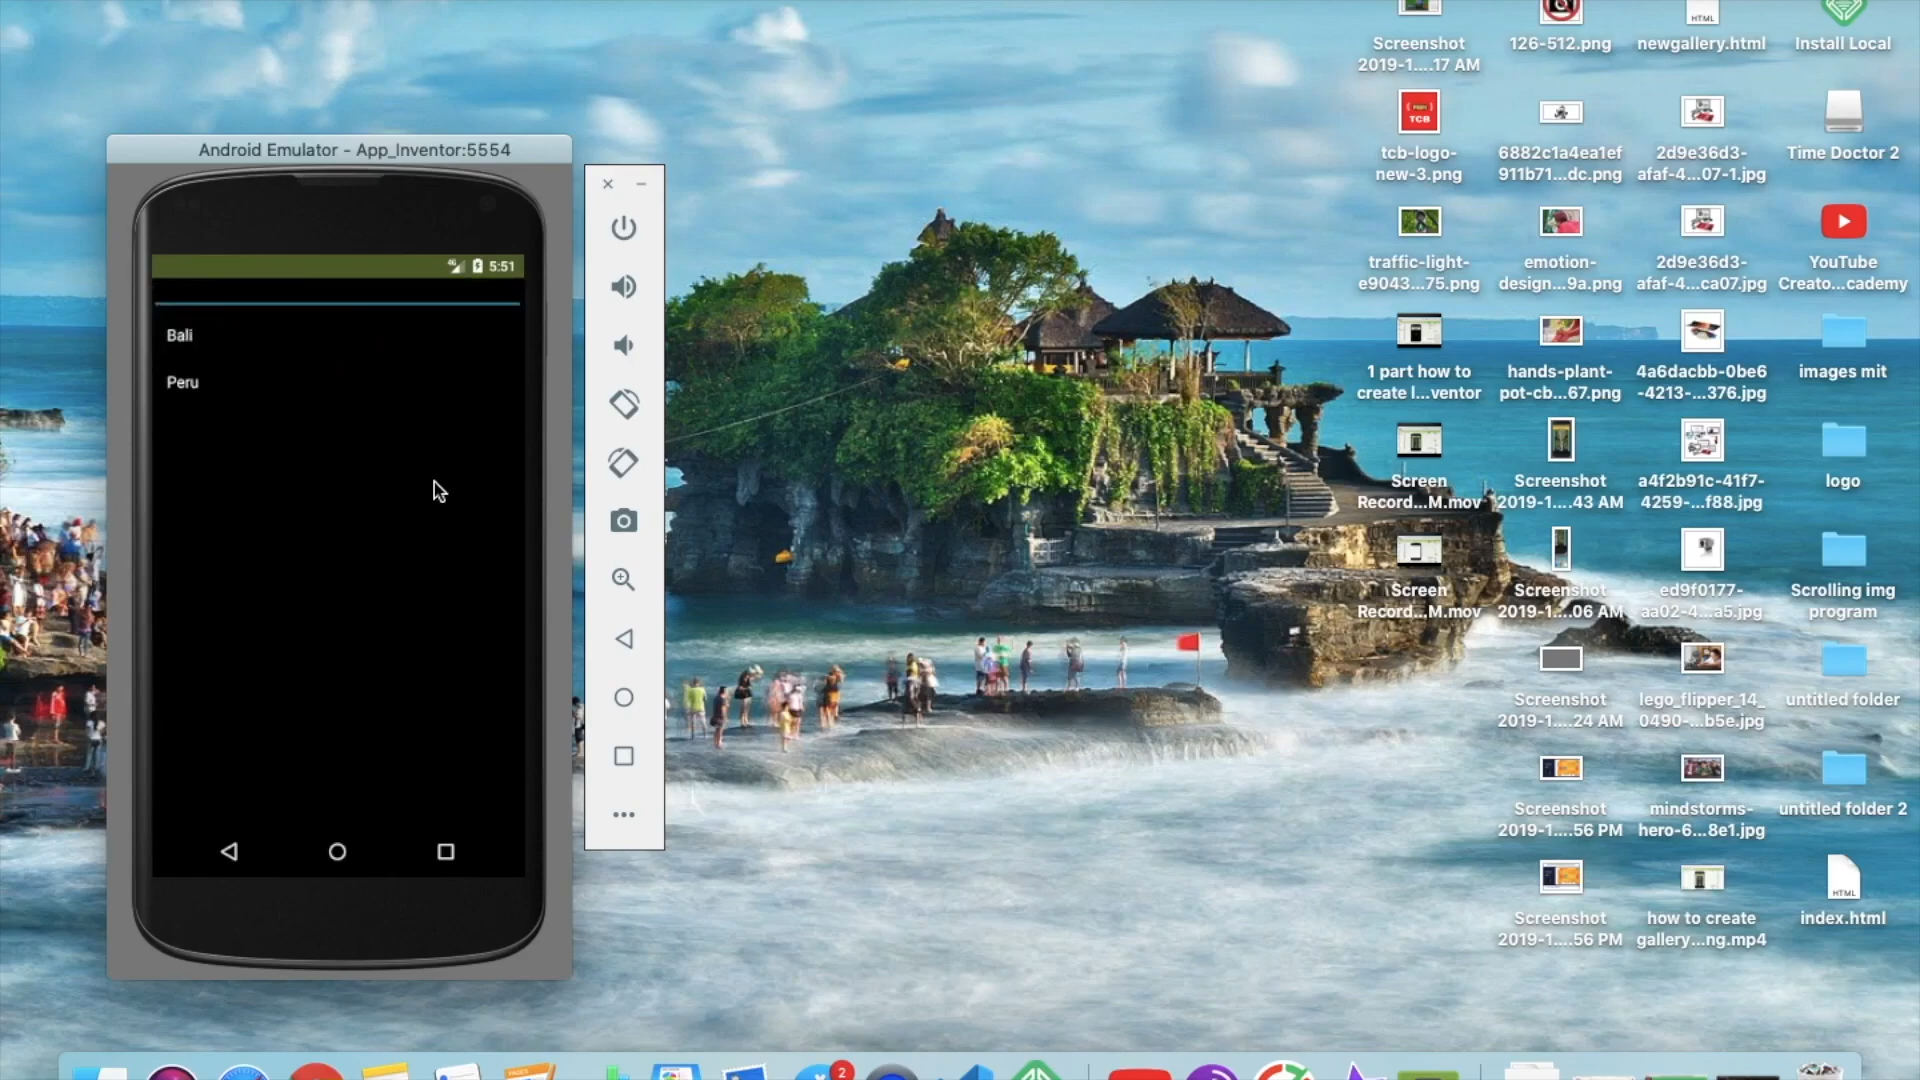 Android Emulator - App_Inventor:5554
4G 5:51
Bali
Peru
Screenshot
2019-1....17 AM
126-512.png
HTML
newgallery.html
Install Local
TCB
tcb-logo-
new-3.png
6882c1a4ea1ef
911b71...dc.png
2d9e36d3-
afaf-4...07-1.jpg
Time Doctor 2
traffic-light-
e9043...75.png
emotion-
design...9a.png
2d9e36d3-
afaf-4...ca07.jpg
YouTube
Creato...cademy
1 part how to
create I...ventor
hands-plant-
pot-cb...67.png
4a6dacbb-0be6
-4213-...376.jpg
images mit
Screen
Record...M.mov
Screenshot
2019-1....43 AM
a4f2b91c-41f7-
4259-...f88.jpg
logo
Screen
Record...M.mov
Screenshot
2019-1....06 AM
ed9f0177-
aa02-4...a5.jpg
Scrolling img
program
Screenshot
2019-1....24 AM
lego_flipper_14_
0490-...b5e.jpg
untitled folder
Screenshot
2019-1....56 PM
mindstorms-
hero-6...8e1.jpg
untitled folder 2
Screenshot
2019-1....56 PM
how to create
gallery...ng.mp4
HTML
index.html
PAGES
2